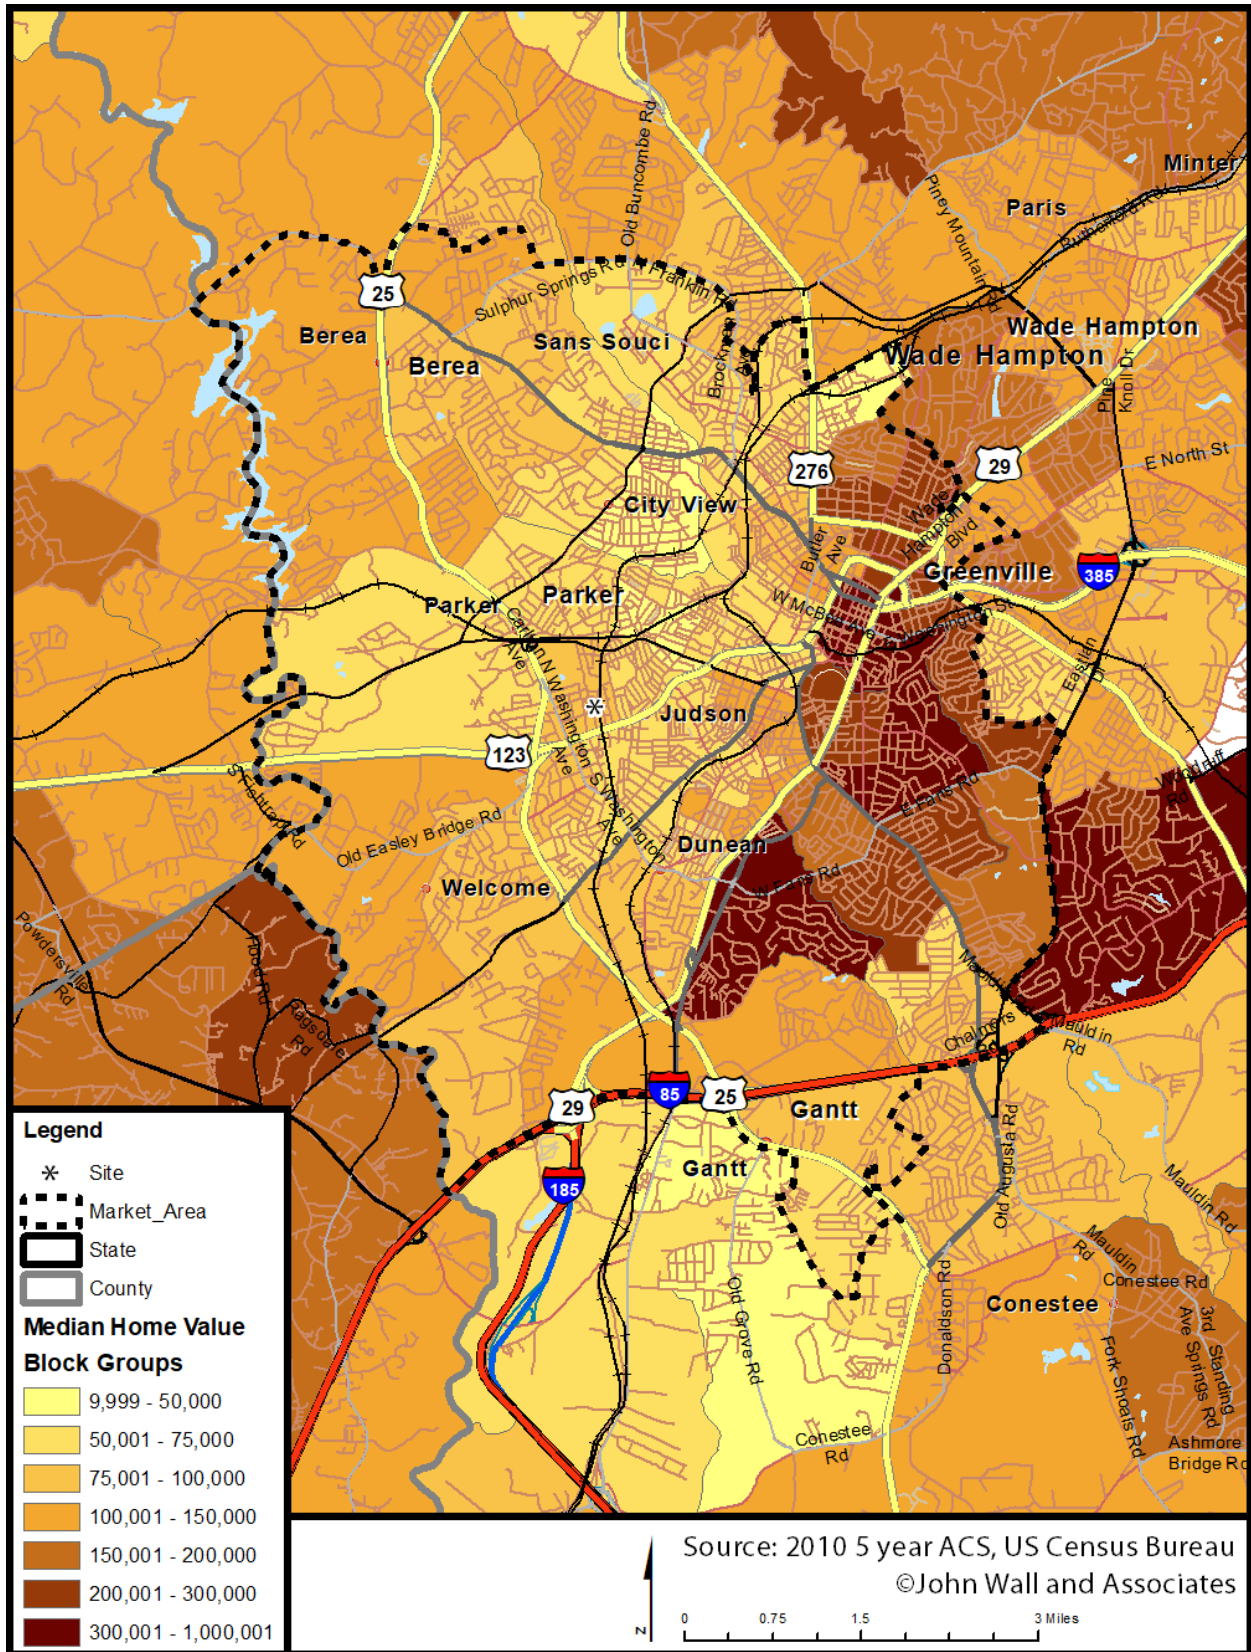 Minter
Paris
Old Buncombe Rd
Piney Mountain Rd
Rutherford Rd
25
Sulphur Springs Rd
N Franklin Rd
Berea
Berea
Sans Souci
Brockman
Ave
Wade Hampton
Wade Hampton
Pine
Knoll Dr
276
29
E North St
City View
Wade
Hampton
Blvd
Butler
Ave
Greenville
385
Parker
Parker
W McBee Ave
E Washington St
Ave
N Washington
Ave
Eastlan
Dr
Judson
123
S Fishtrap Rd
Woodruff
Rd
E Faris Rd
Old Easley Bridge Rd
S Washington
Ave
Dunean
W Faris Rd
Welcome
Powdersville
Rd
Hood Rd
Ragsdale
Rd
Mauldin
Chalmers
Rd
Mauldin
Rd
29
85
25
Gantt
Gantt
185
Old Augusta Rd
Mauldin Rd
Mauldin
Rd
Conestee Rd
Conestee
Old Grove Rd
Donaldson Rd
3rd
Ave Springs Rd
Standing
Fork Shoals Rd
Conestee
Rd
Ashmore
Bridge Rd
Legend
Site
Market_Area
State
County
Median Home Value
Block Groups
9,999 - 50,000
50,001 - 75,000
75,001 - 100,000
100,001 - 150,000
150,001 - 200,000
200,001 - 300,000
300,001 - 1,000,001
Source: 2010 5 year ACS, US Census Bureau
©John Wall and Associates
N
0 0.75 1.5 3 Miles